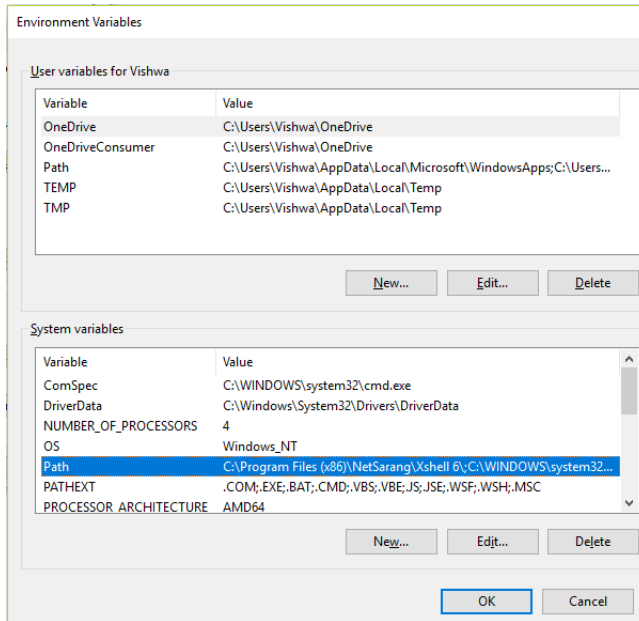 Environment Variables
User variables for Vishwa
Variable Value
OneDrive C:\Users\Vishwa\OneDrive
OneDriveConsumer C:\Users\Vishwa\OneDrive
Path C:\Users\Vishwa\AppData\Local\Microsoft\WindowsApps;C:\Users...
TEMP C:\Users\Vishwa\AppData\Local\Temp
TMP C:\Users\Vishwa\AppData\Local\Temp
New... Edit... Delete
System variables
Variable Value
ComSpec C:\WINDOWS\system32\cmd.exe
DriverData C:\Windows\System32\Drivers\DriverData
NUMBER_OF_PROCESSORS 4
OS Windows_NT
Path C:\Program Files (x86)\NetSarang\Xshell 6\;C:\WINDOWS\system32...
PATHEXT .COM;.EXE;.BAT;.CMD;.VBS;.VBE;.JS;.JSE;.WSF;.WSH;.MSC
PROCESSOR_ARCHITECTURE AMD64
New... Edit... Delete
OK Cancel